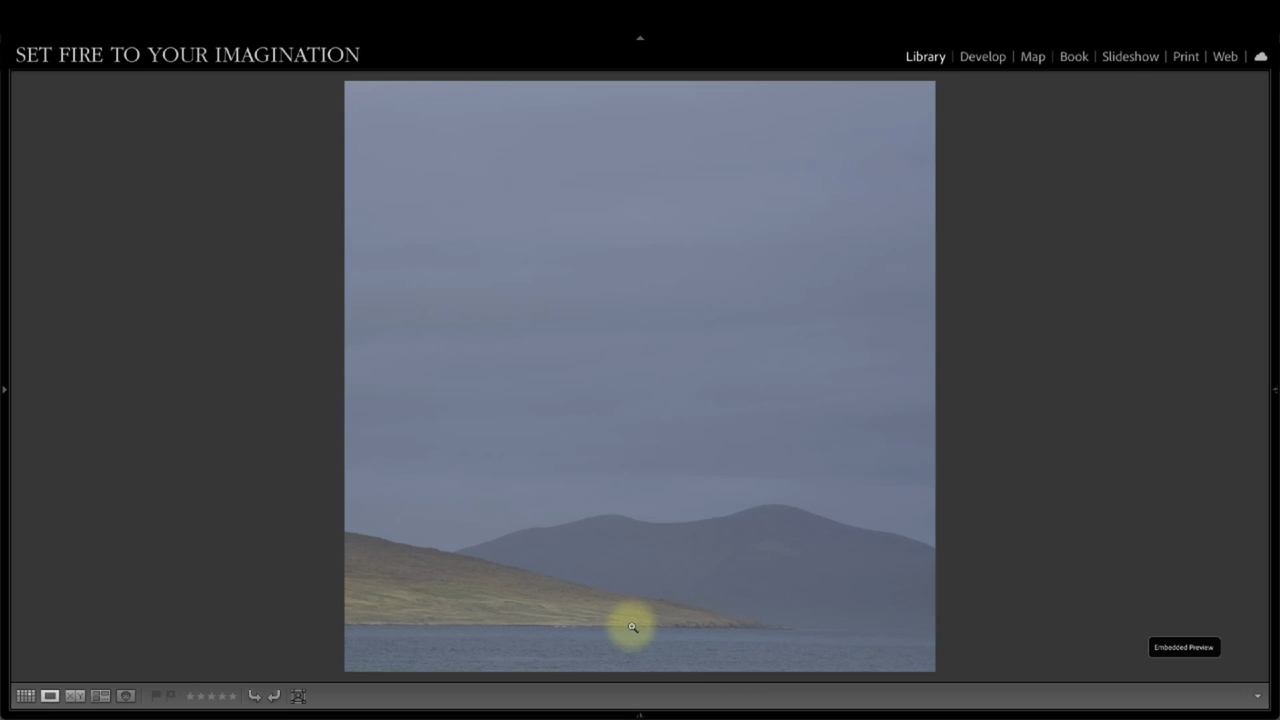 SET FIRE TO YOUR IMAGINATION
Library | Develop | Map | Book | Slideshow | Print | Web |
Embedded Preview